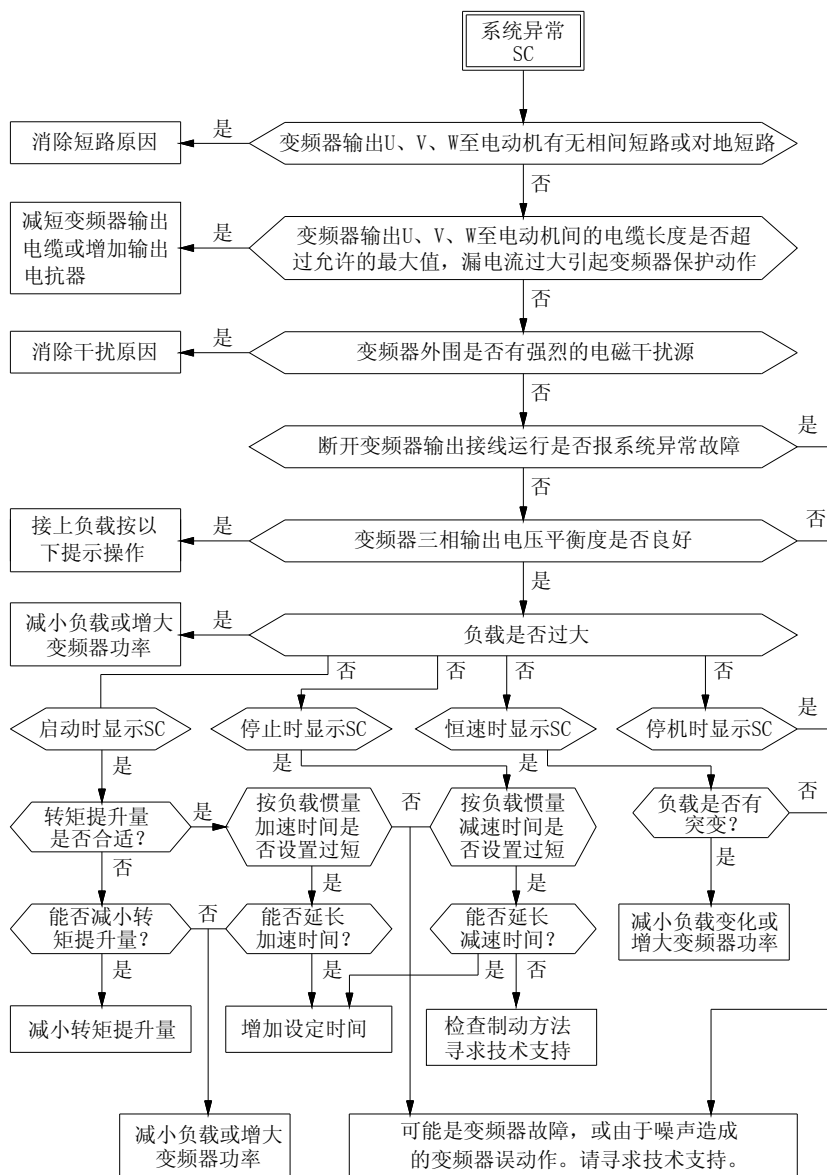 系统异常
SC
是
消除短路原因
变频器输出U、V、W至电动机有无相间短路或对地短路
否
减短变频器输出
电缆或增加输出
电抗器
是
变频器输出U、V、W至电动机间的电缆长度是否超
过允许的最大值，漏电流过大引起变频器保护动作
否
消除干扰原因
是
变频器外围是否有强烈的电磁干扰源
否
是
断开变频器输出接线运行是否报系统异常故障
否
否
接上负载按以
下提示操作
是
变频器三相输出电压平衡度是否良好
是
减小负载或增大
变频器功率
是
负载是否过大
否
否
否
否
启动时显示SC
停止时显示SC
恒速时显示SC
停机时显示SC
是
是
是
是
转矩提升量
是否合适？
是
按负载惯量
加速时间是
否设置过短
否
按负载惯量
减速时间是
否设置过短
负载是否有
突变？
否
否
是
是
是
能否减小转
矩提升量？
否
能否延长
加速时间？
能否延长
减速时间？
减小负载变化或
增大变频器功率
是
是
是
否
减小转矩提升量
增加设定时间
检查制动方法
寻求技术支持
减小负载或增大
变频器功率
可能是变频器故障，或由于噪声造成
的变频器误动作。请寻求技术支持。